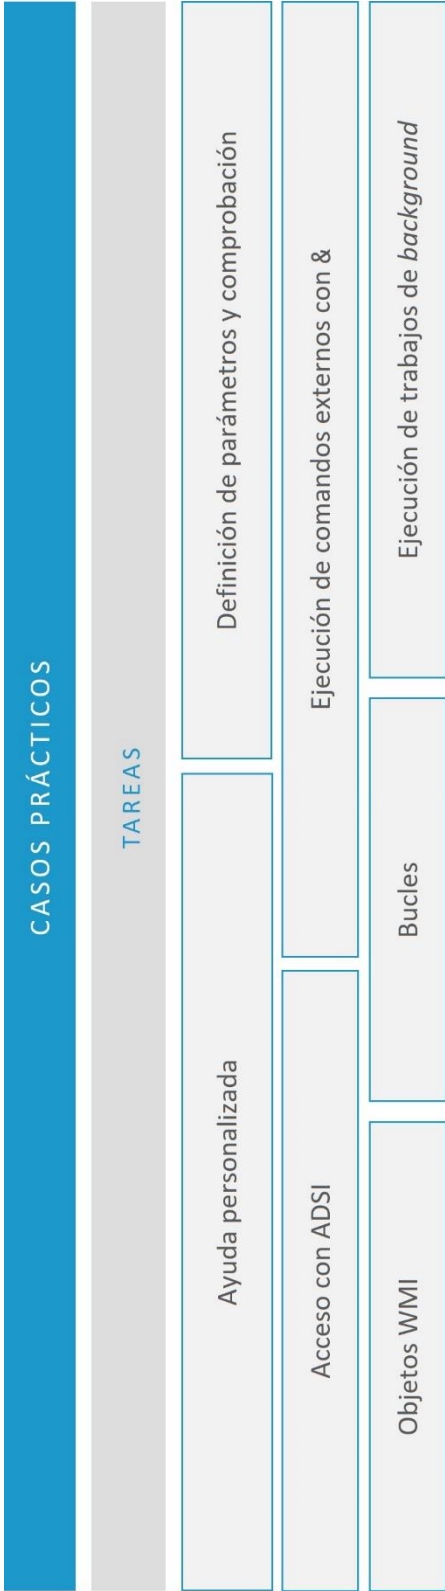 CASOS PRÁCTICOS
TAREAS
Ayuda personalizada
Definición de parámetros y comprobación
Acceso con ADSI
Ejecución de comandos externos con &
Objetos WMI
Bucles
Ejecución de trabajos de background